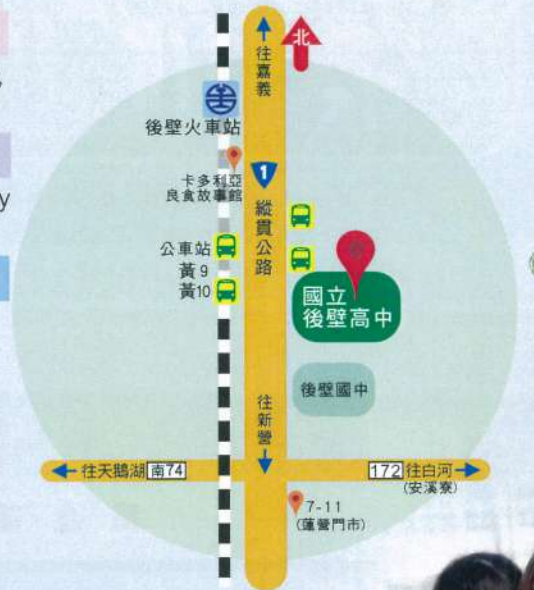 北
往嘉義
後壁火車站
卡多利亞
良食故事館
1
縱貫公路
公車站
黃9
黃10
國立
後壁高中
後壁國中
往新營
往天鵝湖 南74
172 往白河
(安溪寮)
7-11
(蓮營門市)
y